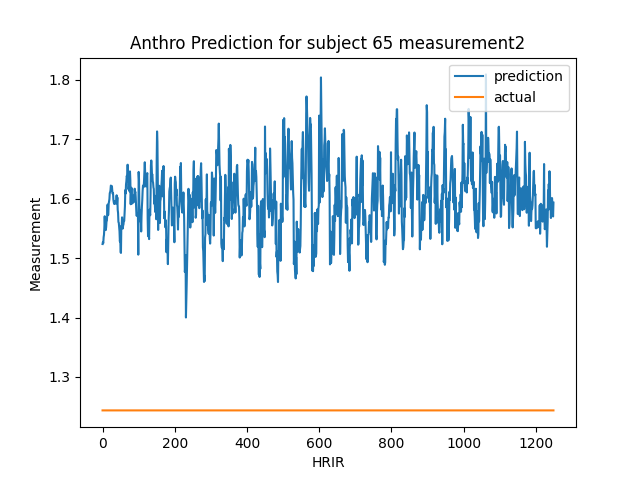 Anthro Prediction for subject 65 measurement2
prediction
actual
1.8
1.7
1.6
1.5
1.4
1.3
Measurement
0
200
400
600
800
1000
1200
HRIR